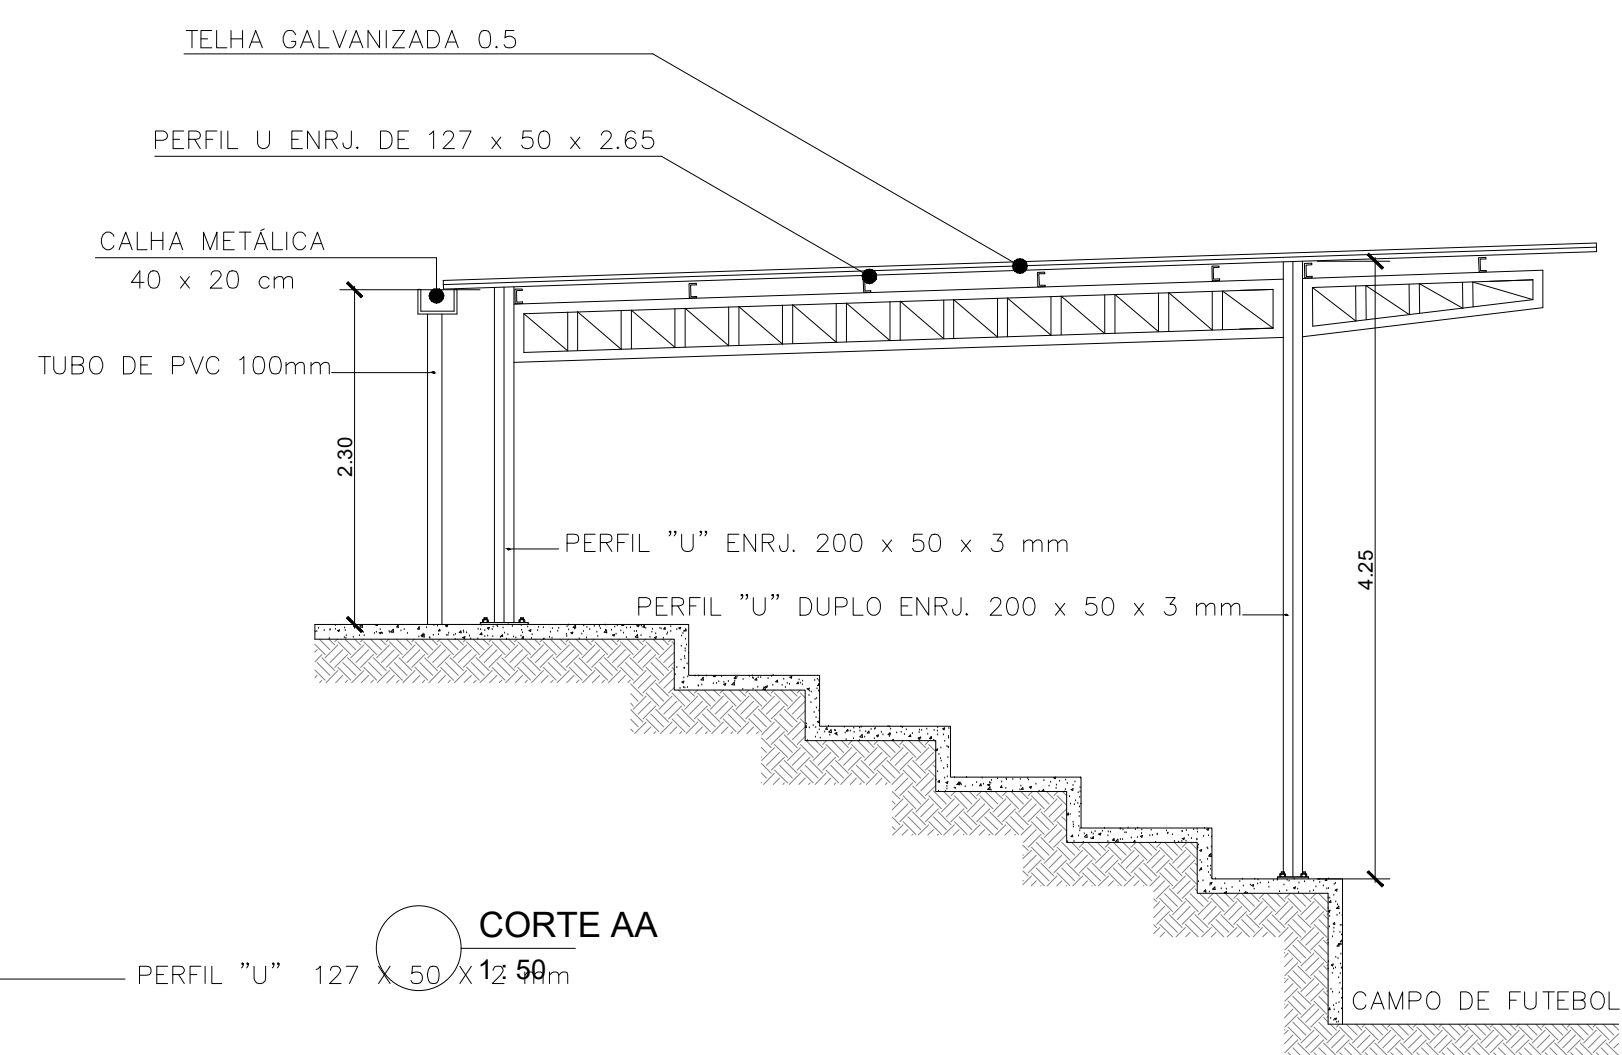 TELHA GALVANIZADA 0.5
PERFIL U ENRJ. DE 127 x 50 x 2.65
CALHA METÁLICA
40 x 20 cm
TUBO DE PVC 100mm
2.30
PERFIL "U" ENRJ. 200 x 50 x 3 mm
4.25
PERFIL "U" DUPLO ENRJ. 200 x 50 x 3 mm
CORTE AA
1 : 50
PERFIL "U" 127 X 50 X 2 mm
CAMPO DE FUTEBOL